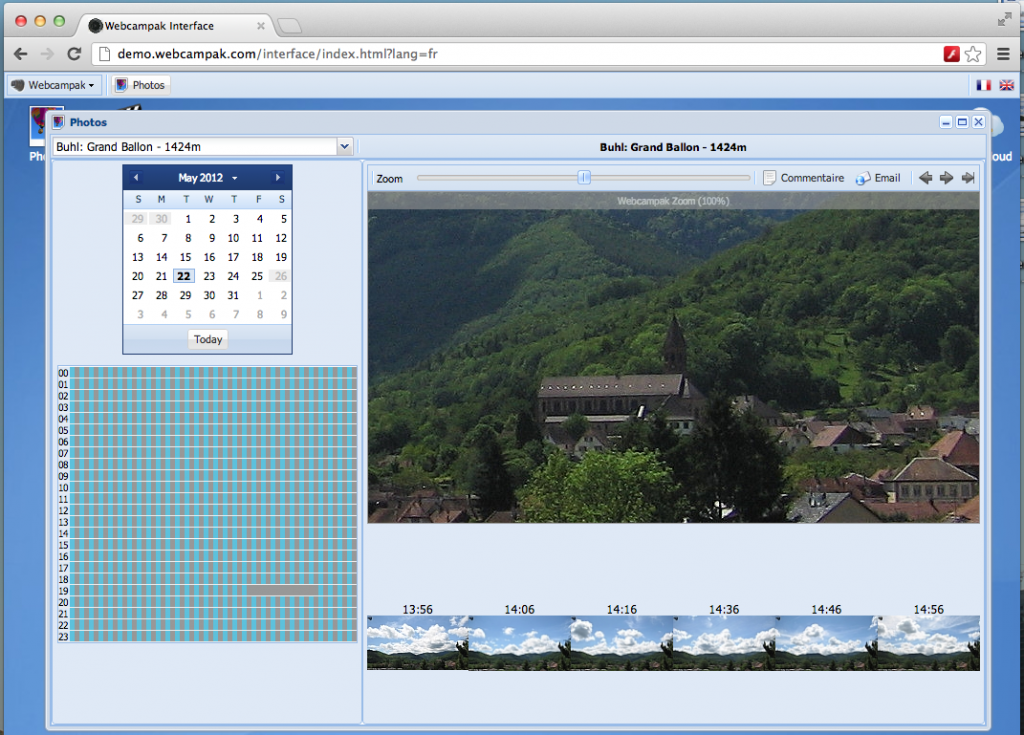 Webcampak Interface
demo.webcampak.com/interface/index.html?lang=fr
Webcampak
Photos
Photos
oud
Buhl: Grand Ballon - 1424m
Buhl: Grand Ballon - 1424m
May 2012
S M T W T F S
29 30 1 2 3 4 5
6 7 8 9 10 11 12
13 14 15 16 17 18 19
20 21 22 23 24 25 26
27 28 29 30 31 1 2
3 4 5 6 7 8 9
Today
00
01
02
03
04
05
06
07
08
09
10
11
12
13
14
15
16
17
18
19
20
21
22
23
Zoom
Commentaire
Email
Webcampak Zoom (100%)
13:56 14:06 14:16 14:36 14:46 14:56